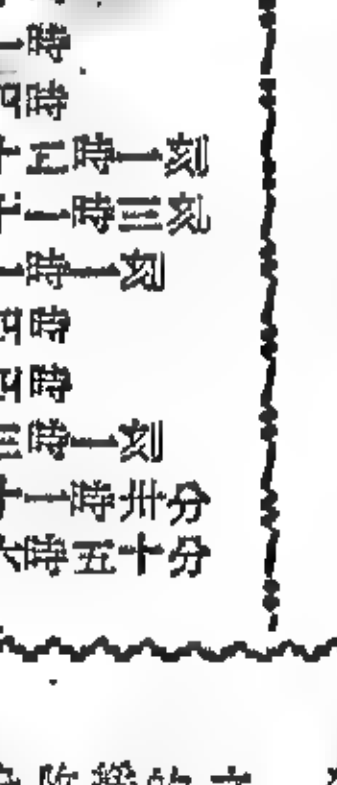 一時
四時
十五時一刻
十一時三刻
一時一刻
四時
四時
三時一刻
十一時卅分
六時五十分